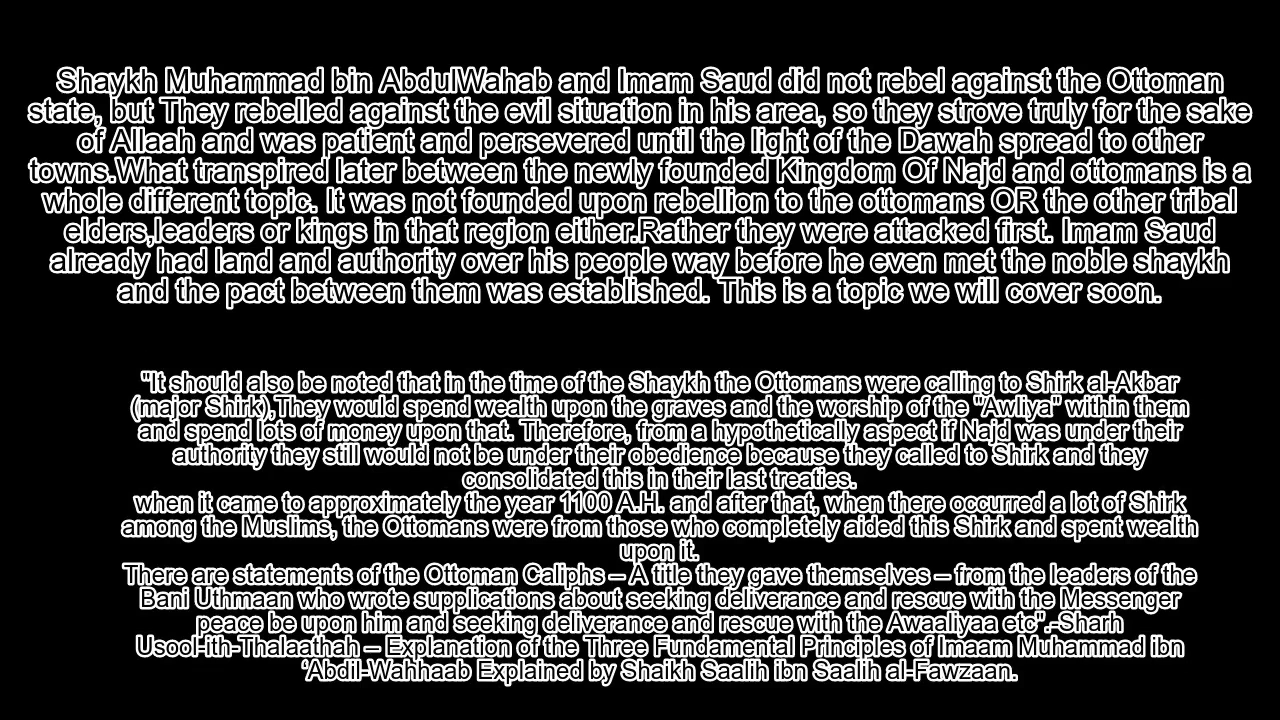 Shaykh Muhammad bin AbdulWahab and Imam Saud did not rebel against the Ottoman
state, but They rebelled against the evil situation in his area, so they strove truly for the sake
of Allaah and was patient and persevered until the light of the Dawah spread to other
towns.What transpired later between the newly founded Kingdom Of Najd and ottomans is a
whole different topic. It was not founded upon rebellion to the ottomans OR the other tribal
elders,leaders or kings in that region either.Rather they were attacked first. Imam Saud
already had land and authority over his people way before he even met the noble shaykh
and the pact between them was established. This is a topic we will cover soon.
"It should also be noted that in the time of the Shaykh the Ottomans were calling to Shirk al-Akbar
(major Shirk),They would spend wealth upon the graves and the worship of the "Awliya" within them
and spend lots of money upon that. Therefore, from a hypothetically aspect if Najd was under their
authority they still would not be under their obedience because they called to Shirk and they
consolidated this in their last treaties.
when it came to approximately the year 1100 A.H. and after that, when there occurred a lot of Shirk
among the Muslims, the Ottomans were from those who completely aided this Shirk and spent wealth
upon it.
There are statements of the Ottoman Caliphs – A title they gave themselves – from the leaders of the
Bani Uthmaan who wrote supplications about seeking deliverance and rescue with the Messenger
peace be upon him and seeking deliverance and rescue with the Awaaliyaa etc".-Sharh
Usool-ith-Thalaathah – Explanation of the Three Fundamental Principles of Imaam Muhammad ibn
‘Abdil-Wahhaab Explained by Shaikh Saalih ibn Saalih al-Fawzaan.